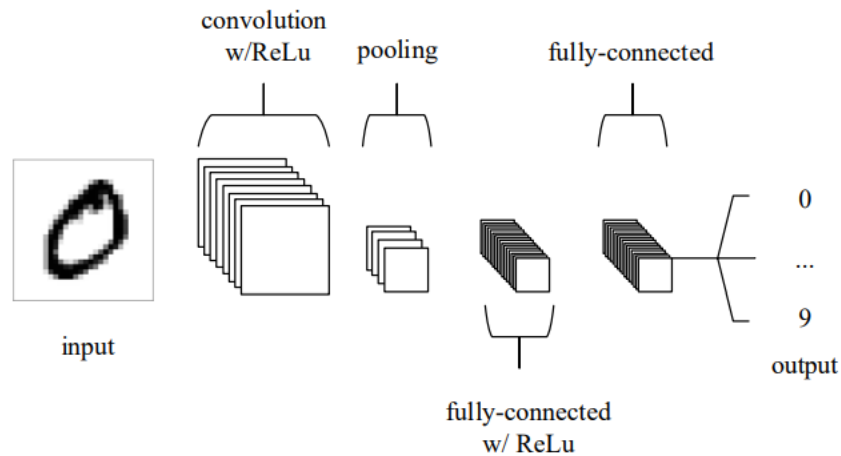 convolution
w/ReLu
pooling
fully-connected
input
0
...
9
output
fully-connected
w/ ReLu